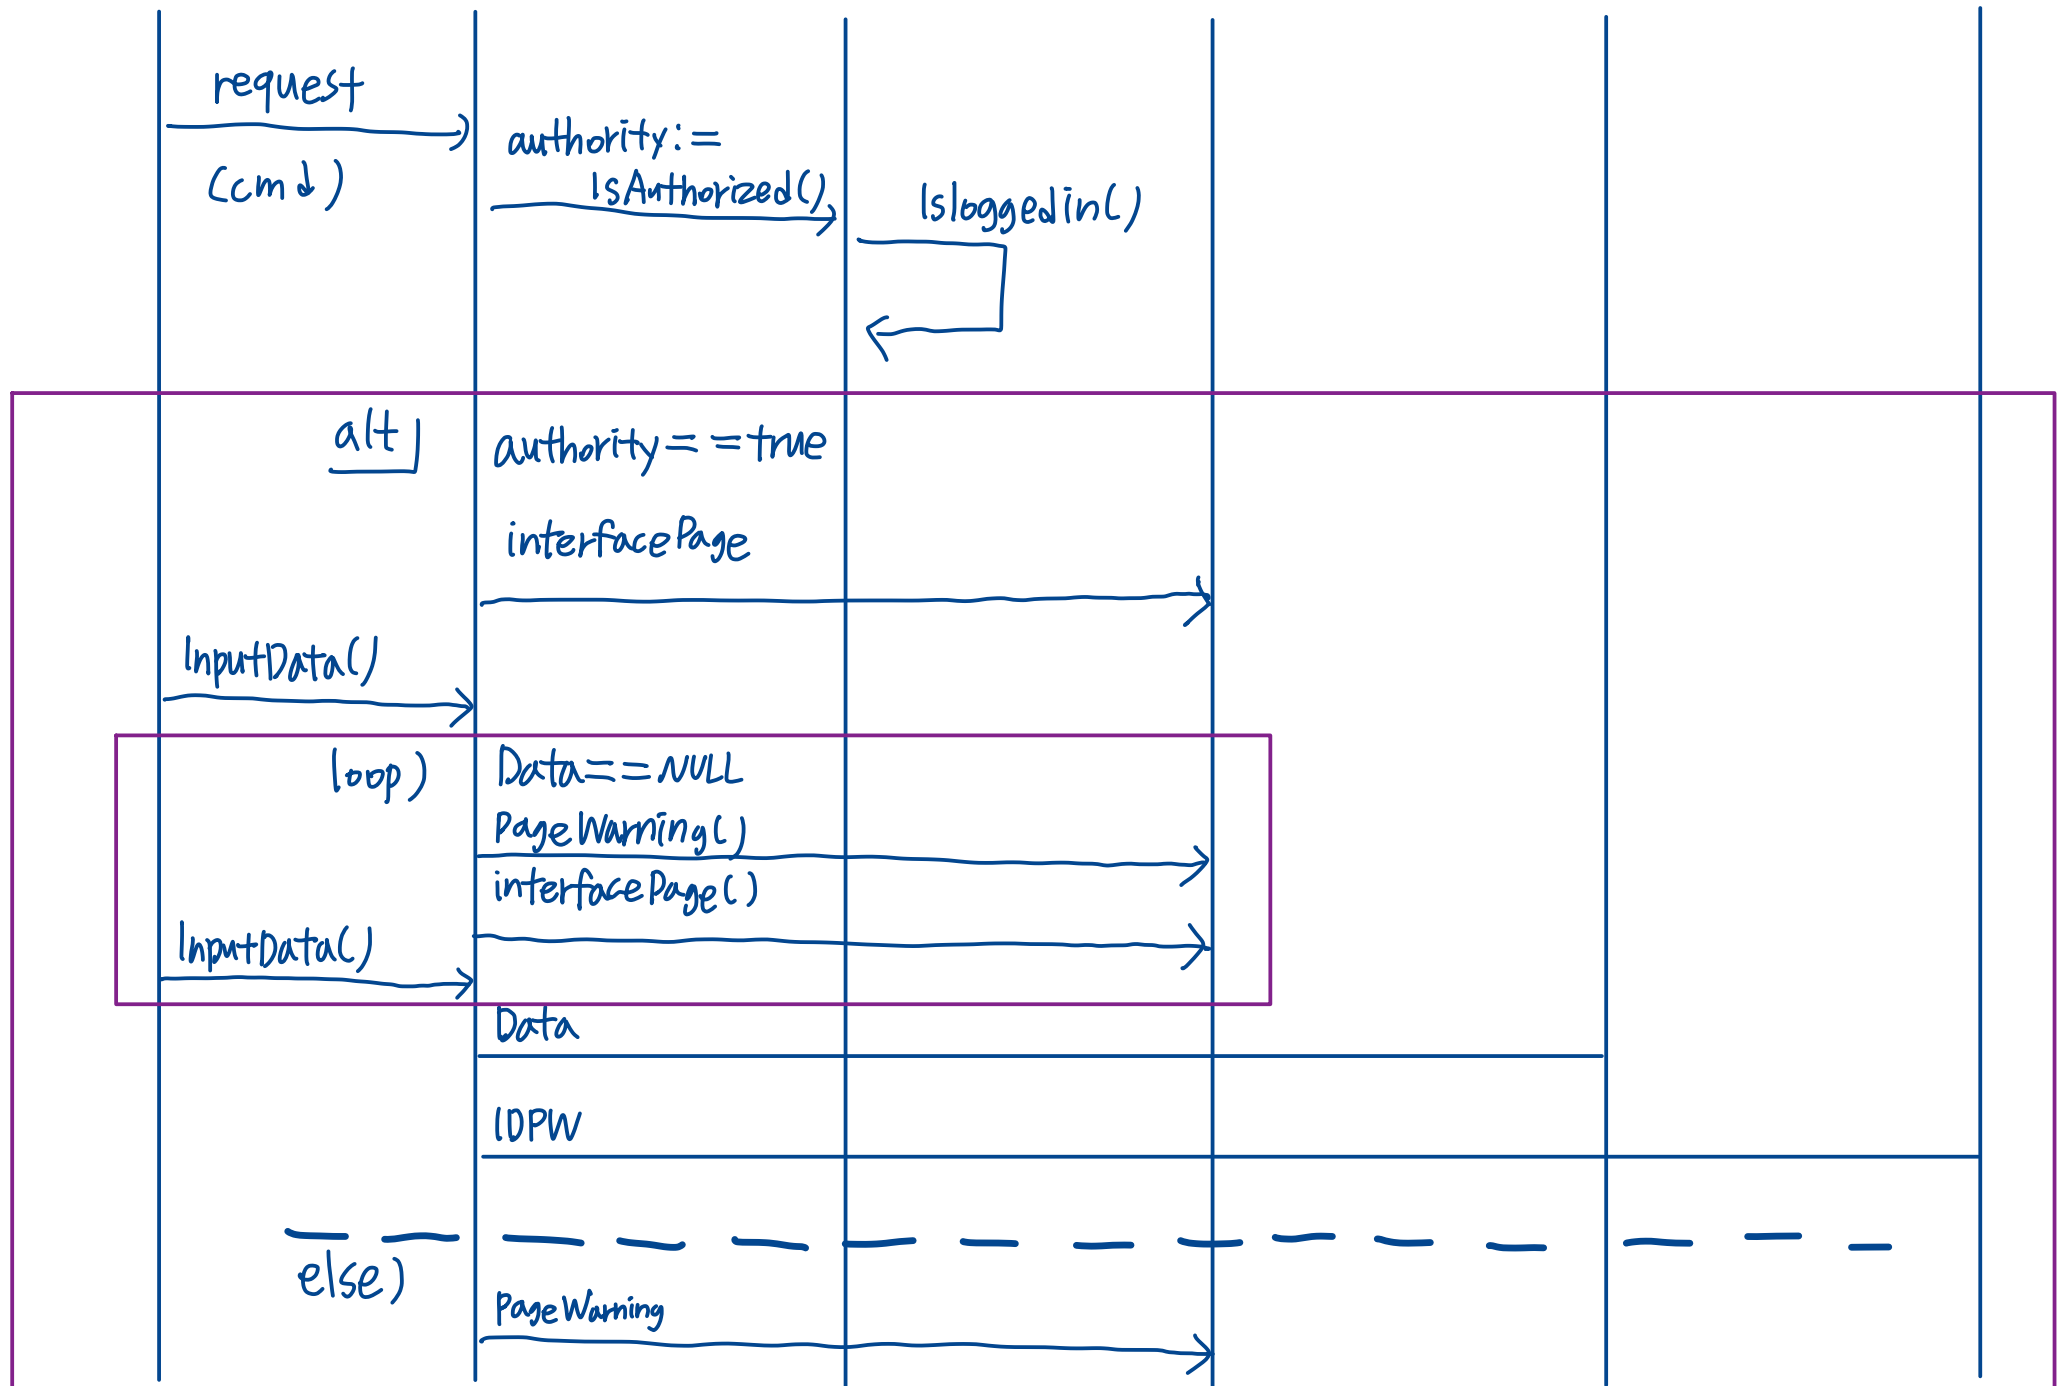 request
(cmd)
authority:=
IsAuthorized()
Isloggedin()
alt
authority==true
interfacePage
InputData()
loop)
Data==NULL
PageWarning()
interfacePage()
InputData()
Data
IDPW
else)
PageWarning